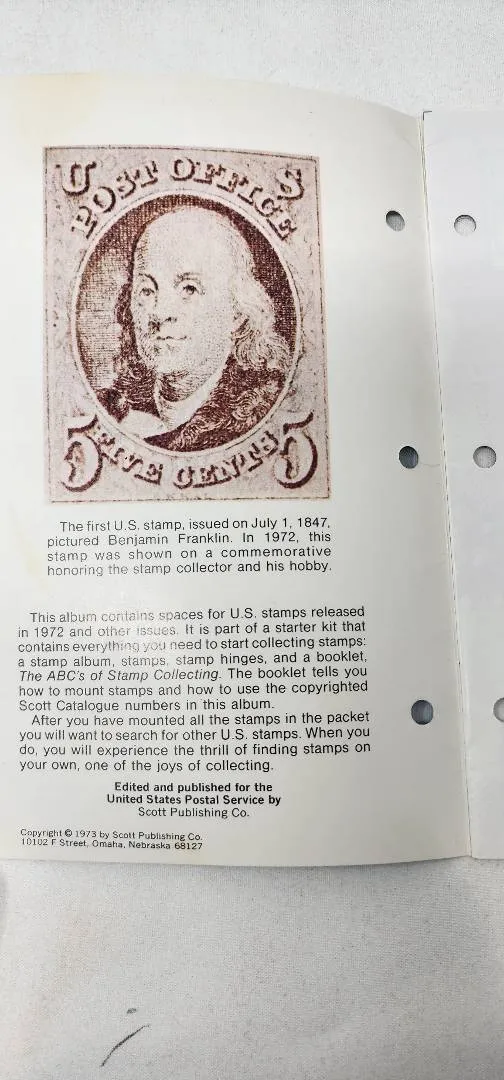 U S
POST OFFICE
5 FIVE CENTS 5
The first U.S. stamp, issued on July 1, 1847,
pictured Benjamin Franklin. In 1972, this
stamp was shown on a commemorative
honoring the stamp collector and his hobby.
This album contains spaces for U.S. stamps released
in 1972 and other issues. It is part of a starter kit that
contains everything you need to start collecting stamps:
a stamp album, stamps, stamp hinges, and a booklet,
The ABC's of Stamp Collecting. The booklet tells you
how to mount stamps and how to use the copyrighted
Scott Catalogue numbers in this album.
After you have mounted all the stamps in the packet
you will want to search for other U.S. stamps. When you
do, you will experience the thrill of finding stamps on
your own, one of the joys of collecting.
Edited and published for the
United States Postal Service by
Scott Publishing Co.
Copyright © 1973 by Scott Publishing Co.
10102 F Street, Omaha, Nebraska 68127